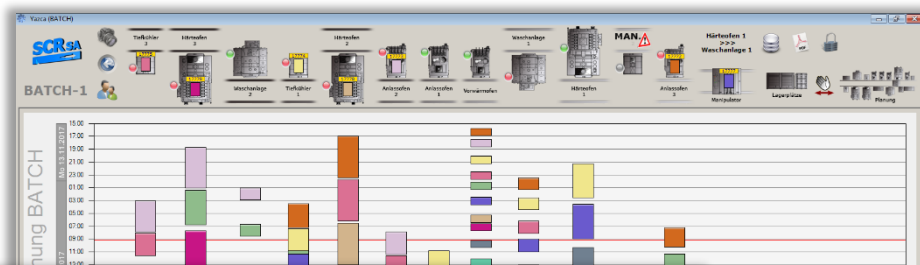 Yazca (BATCH)
SCR SA
BATCH-1
Tiefkühler
2
Härteofen
3
Waschanlage
2
Tiefkühler
1
Härteofen
2
Anlassofen
2
Anlassofen
1
Vorwärmofen
Waschanlage
1
Härteofen
1
MAN.
Anlassofen
3
Härteofen 1
>>>
Waschanlage 1
Manipulator
Lagerplätze
Planung
nung BATCH
Mo 13.11.2017
2017
15:00
17:00
19:00
21:00
23:00
01:00
03:00
05:00
07:00
09:00
11:00